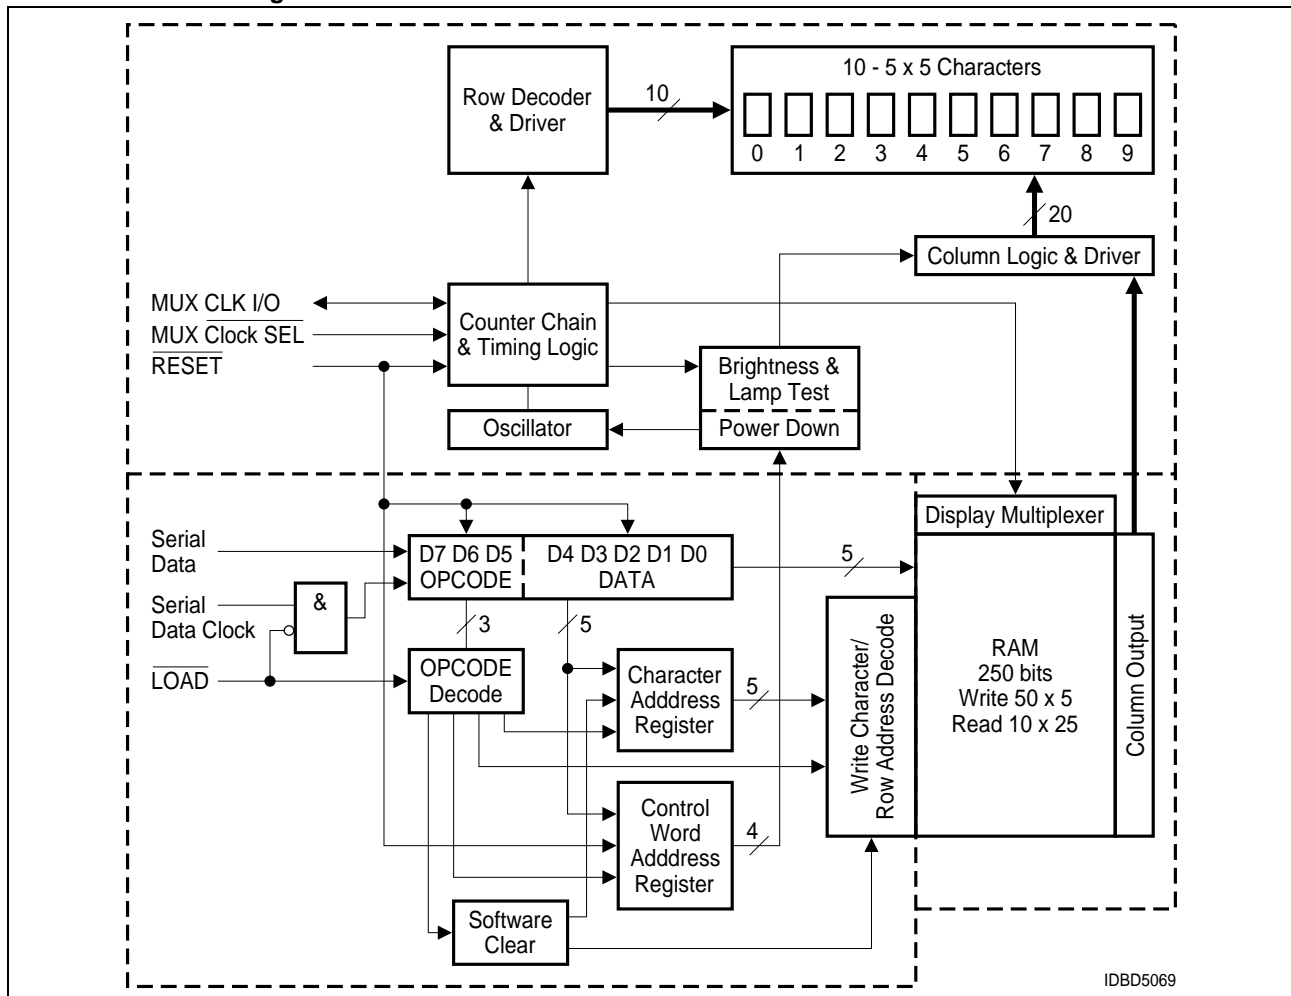 Row Decoder
& Driver
10
10 - 5 x 5 Characters
0 1 2 3 4 5 6 7 8 9
20
Column Logic & Driver
MUX CLK I/O
MUX Clock SEL
RESET
Counter Chain
& Timing Logic
Brightness &
Lamp Test
Power Down
Oscillator
Display Multiplexer
Serial
Data
D7 D6 D5
OPCODE
D4 D3 D2 D1 D0
DATA
5
Serial
Data Clock
&
3
5
LOAD
OPCODE
Decode
Character
Adddress
Register
5
Write Character/
Row Address Decode
RAM
250 bits
Write 50 x 5
Read 10 x 25
Column Output
Control
Word
Adddress
Register
4
Software
Clear
IDBD5069